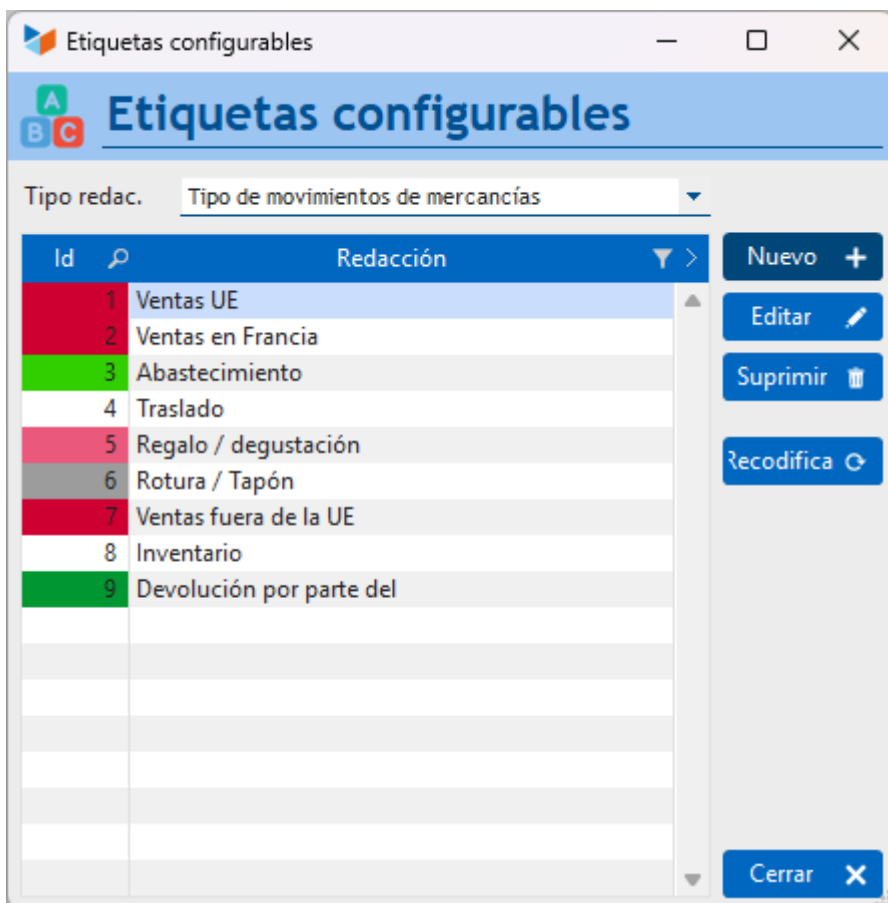 Etiquetas configurables
A
B C
Etiquetas configurables
Tipo redac. Tipo de movimientos de mercancías
Id Redacción
Nuevo
1 Ventas UE
Editar
2 Ventas en Francia
3 Abastecimiento
Suprimir
4 Traslado
5 Regalo / degustación
Recodifica
6 Rotura / Tapón
7 Ventas fuera de la UE
8 Inventario
9 Devolución por parte del
Cerrar